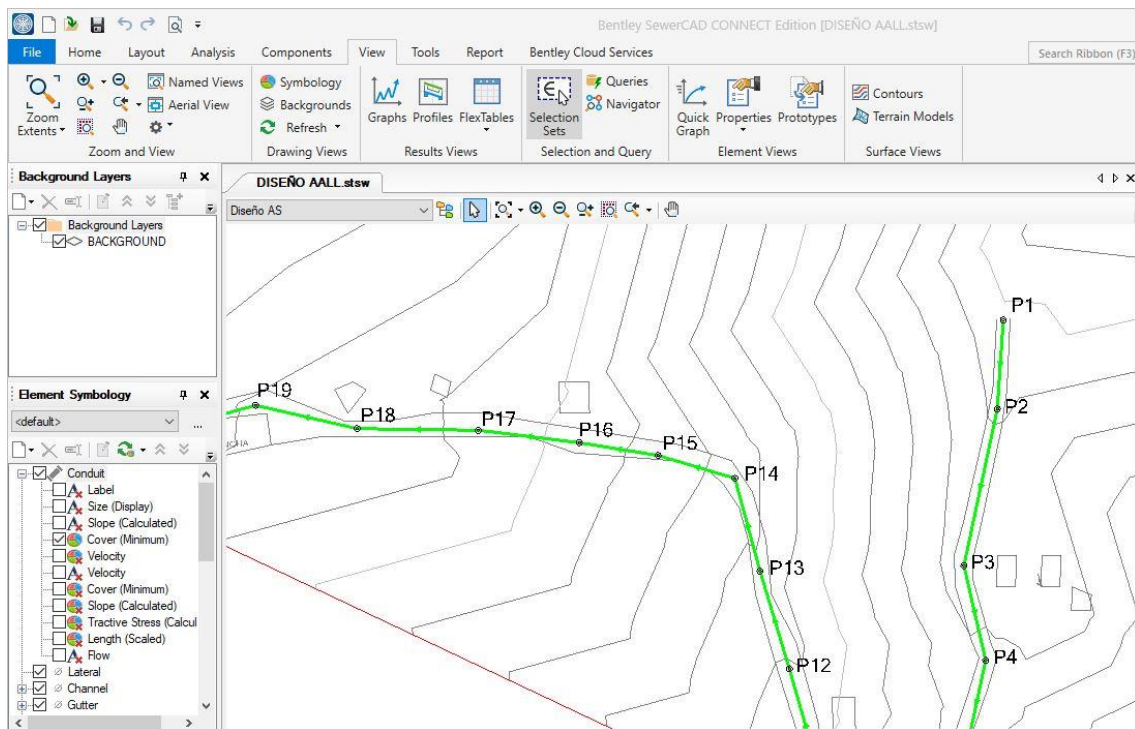 Bentley SewerCAD CONNECT Edition [DISEÑO AALL.stsw]
File Home Layout Analysis Components View Tools Report Bentley Cloud Services Search Ribbon (F3)
Zoom Extents
Named Views
Aerial View
Zoom and View
Symbology
Backgrounds
Refresh
Drawing Views
Graphs Profiles FlexTables
Results Views
Selection Sets
Queries
Navigator
Selection and Query
Quick Graph
Properties Prototypes
Element Views
Contours
Terrain Models
Surface Views
Background Layers
Background Layers
BACKGROUND
Element Symbology
<default>
...
Conduit
Label
Size (Display)
Slope (Calculated)
Cover (Minimum)
Velocity
Velocity
Cover (Minimum)
Slope (Calculated)
Tractive Stress (Calcul
Length (Scaled)
Flow
Lateral
Channel
Gutter
DISEÑO AALL.stsw
Diseño AS
P1
P2
P19
P18
P17
P16
P15
P14
P13
P3
P4
P12